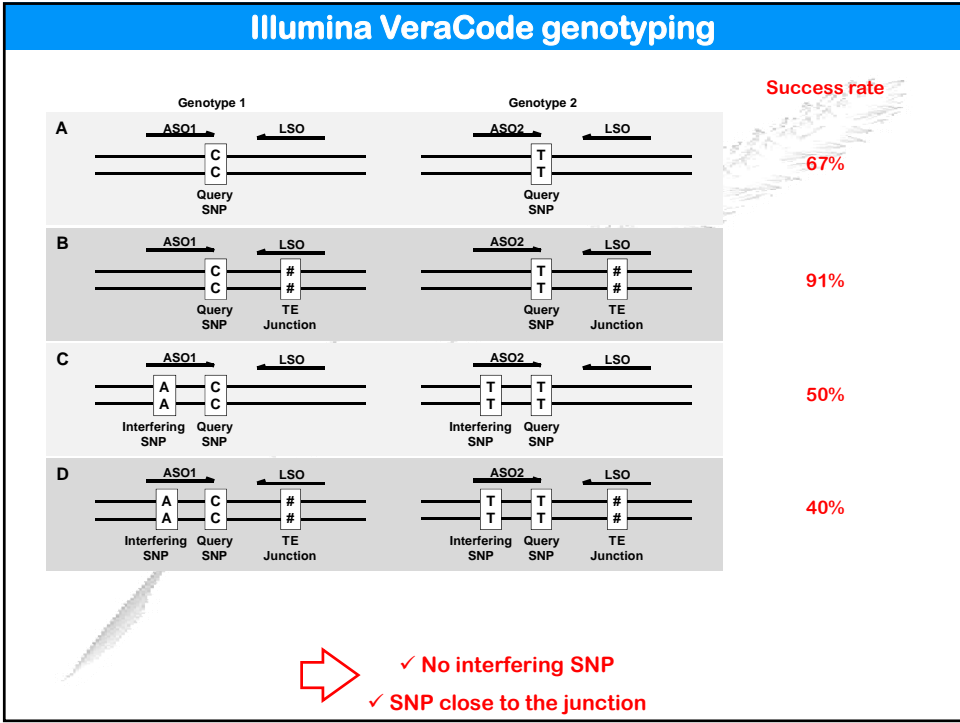 Illumina VeraCode genotyping
Success rate
Genotype 1 Genotype 2
A ASO1 LSO ASO2 LSO
C T 67%
C T
Query Query
SNP SNP
B ASO1 LSO ASO2 LSO
C # T # 91%
C # T #
Query TE Query TE
SNP Junction SNP Junction
C ASO1 LSO ASO2 LSO
A C T T 50%
A C T T
Interfering Query Interfering Query
SNP SNP SNP SNP
D ASO1 LSO ASO2 LSO
A C # T T # 40%
A C # T T #
Interfering Query TE Interfering Query TE
SNP SNP Junction SNP SNP Junction
✓ No interfering SNP
✓ SNP close to the junction